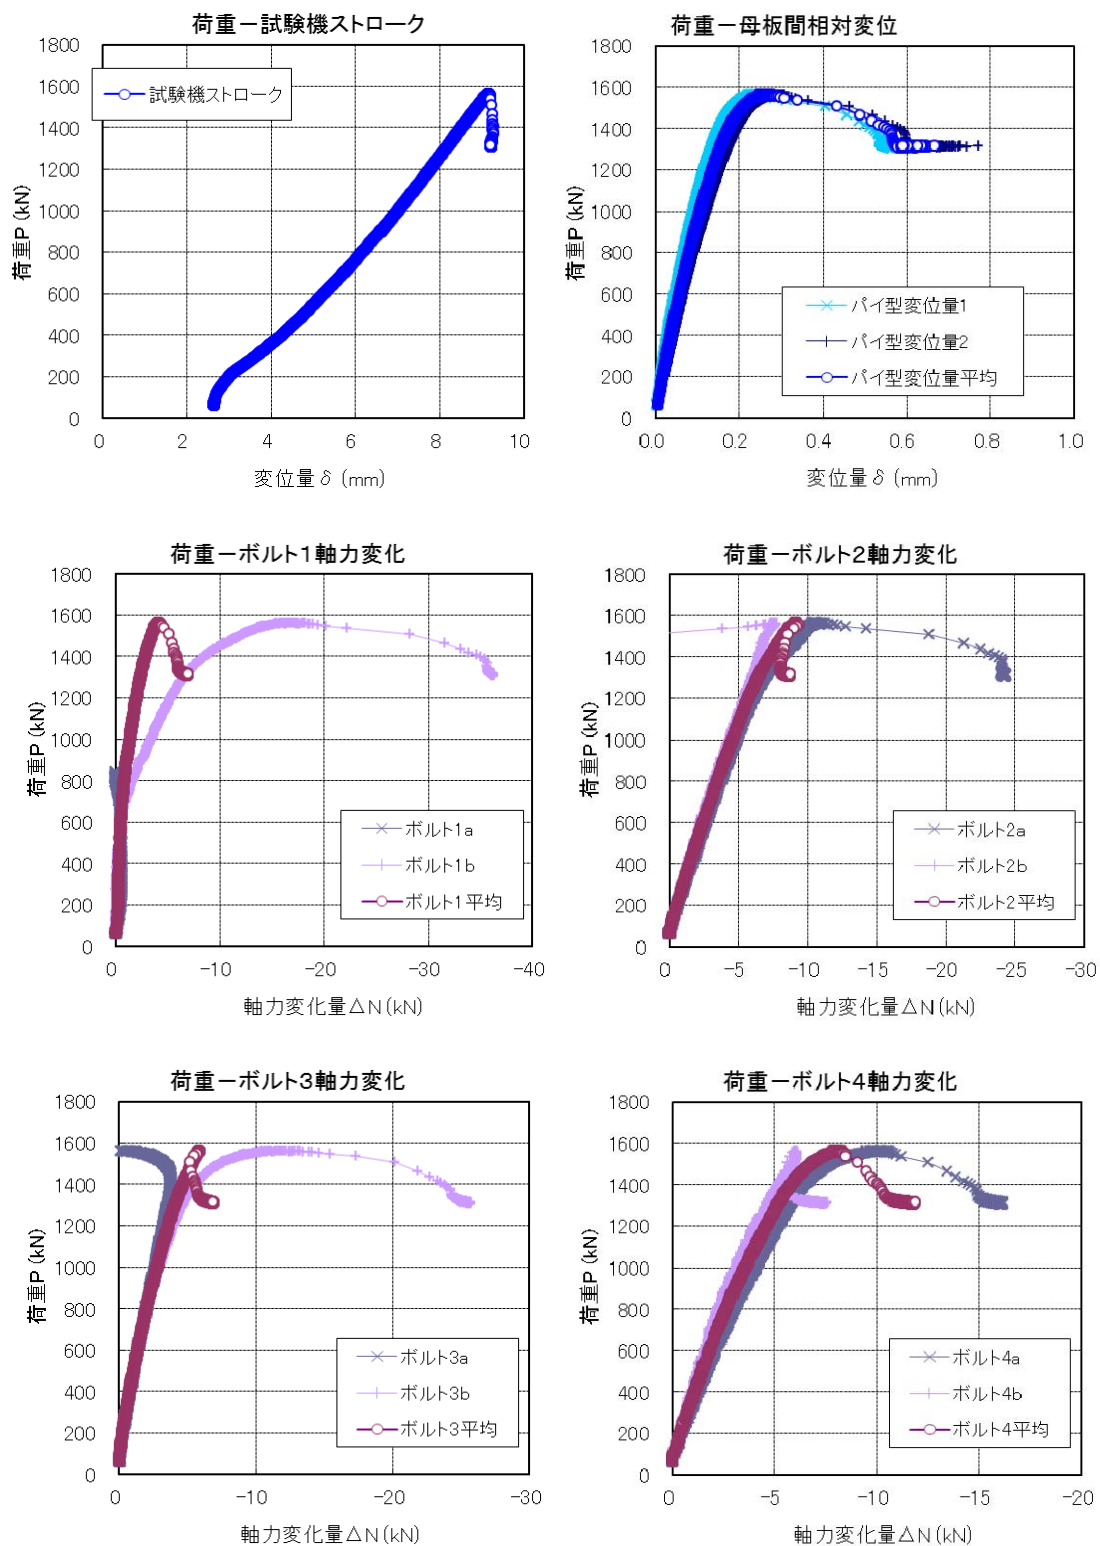 荷重－試験機ストローク
1800
1600
1400
1200
1000
800
600
400
200
0
荷重P(kN)
試験機ストローク
0 2 4 6 8 10
変位量δ (mm)
荷重－母板間相対変位
1800
1600
1400
1200
1000
800
600
400
200
0
荷重P(kN)
パイ型変位量1
パイ型変位量2
パイ型変位量平均
0.0 0.2 0.4 0.6 0.8 1.0
変位量δ (mm)
荷重－ボルト1軸力変化
1800
1600
1400
1200
1000
800
600
400
200
0
荷重P(kN)
ボルト1a
ボルト1b
ボルト1平均
0 -10 -20 -30 -40
軸力変化量ΔN(kN)
荷重－ボルト2軸力変化
1800
1600
1400
1200
1000
800
600
400
200
0
荷重P(kN)
ボルト2a
ボルト2b
ボルト2平均
0 -5 -10 -15 -20 -25 -30
軸力変化量ΔN(kN)
荷重－ボルト3軸力変化
1800
1600
1400
1200
1000
800
600
400
200
0
荷重P(kN)
ボルト3a
ボルト3b
ボルト3平均
0 -10 -20 -30
軸力変化量ΔN(kN)
荷重－ボルト4軸力変化
1800
1600
1400
1200
1000
800
600
400
200
0
荷重P(kN)
ボルト4a
ボルト4b
ボルト4平均
0 -5 -10 -15 -20
軸力変化量ΔN(kN)